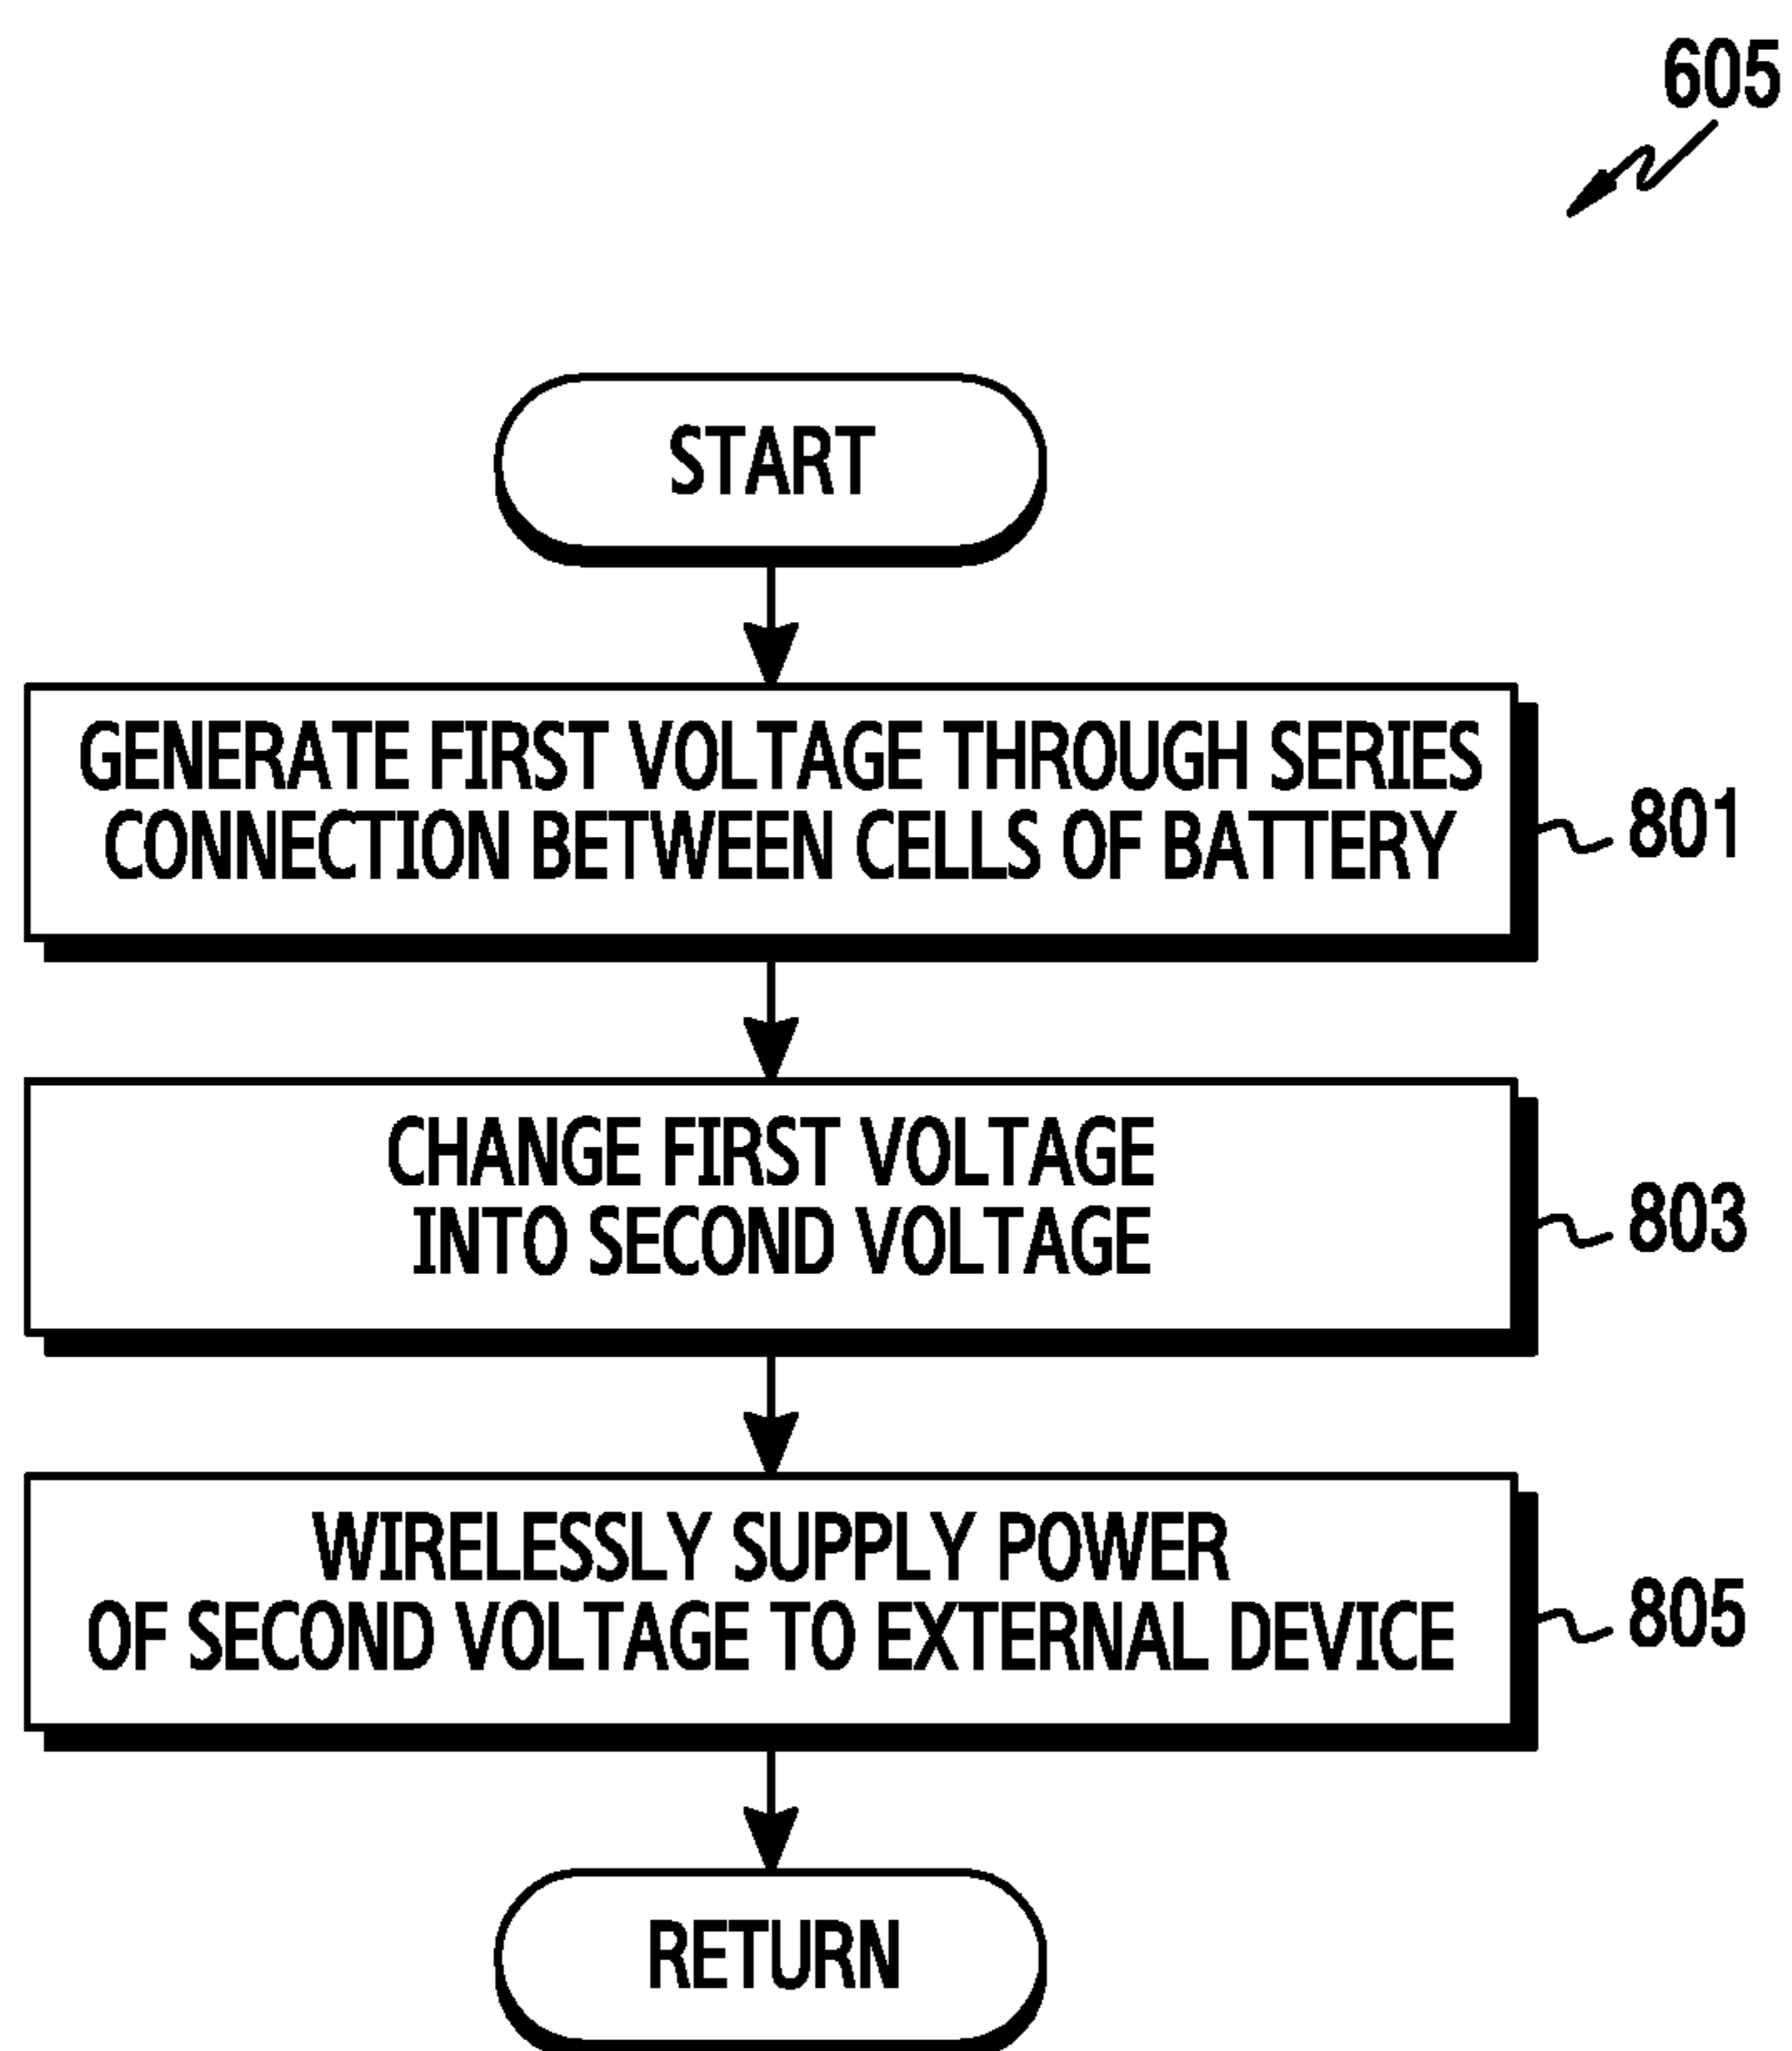 605
START
GENERATE FIRST VOLTAGE THROUGH SERIES
CONNECTION BETWEEN CELLS OF BATTERY
801
CHANGE FIRST VOLTAGE
INTO SECOND VOLTAGE
803
WIRELESSLY SUPPLY POWER
OF SECOND VOLTAGE TO EXTERNAL DEVICE
805
RETURN